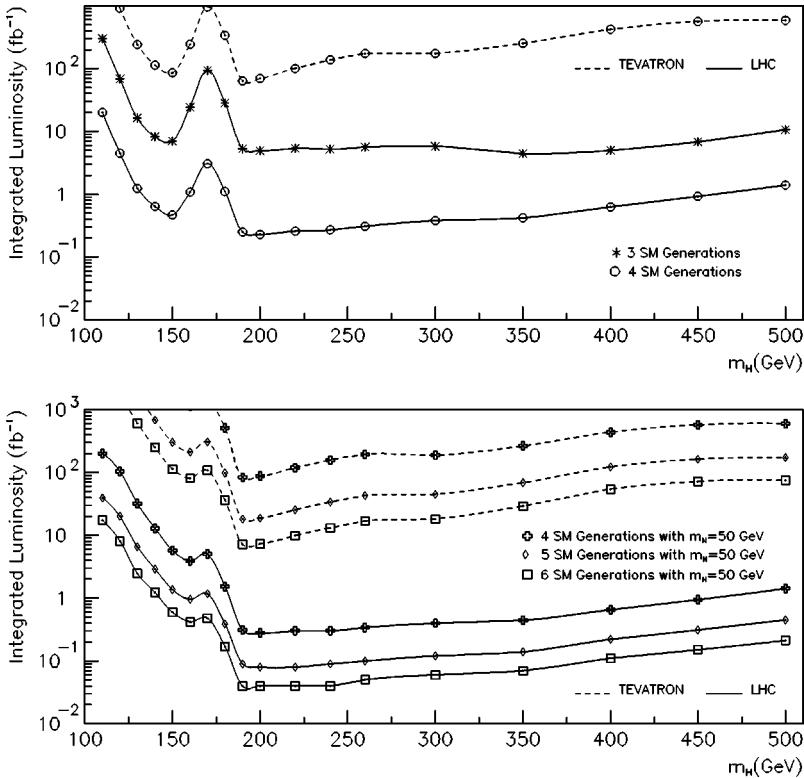 Integrated Luminosity (fb⁻¹)
10²
10
1
10⁻¹
10⁻²
TEVATRON LHC
3 SM Generations
4 SM Generations
100 150 200 250 300 350 400 450 500
m_H(GeV)
Integrated Luminosity (fb⁻¹)
10³
10²
10
1
10⁻¹
10⁻²
4 SM Generations with m_H=50 GeV
5 SM Generations with m_H=50 GeV
6 SM Generations with m_H=50 GeV
TEVATRON LHC
100 150 200 250 300 350 400 450 500
m_H(GeV)